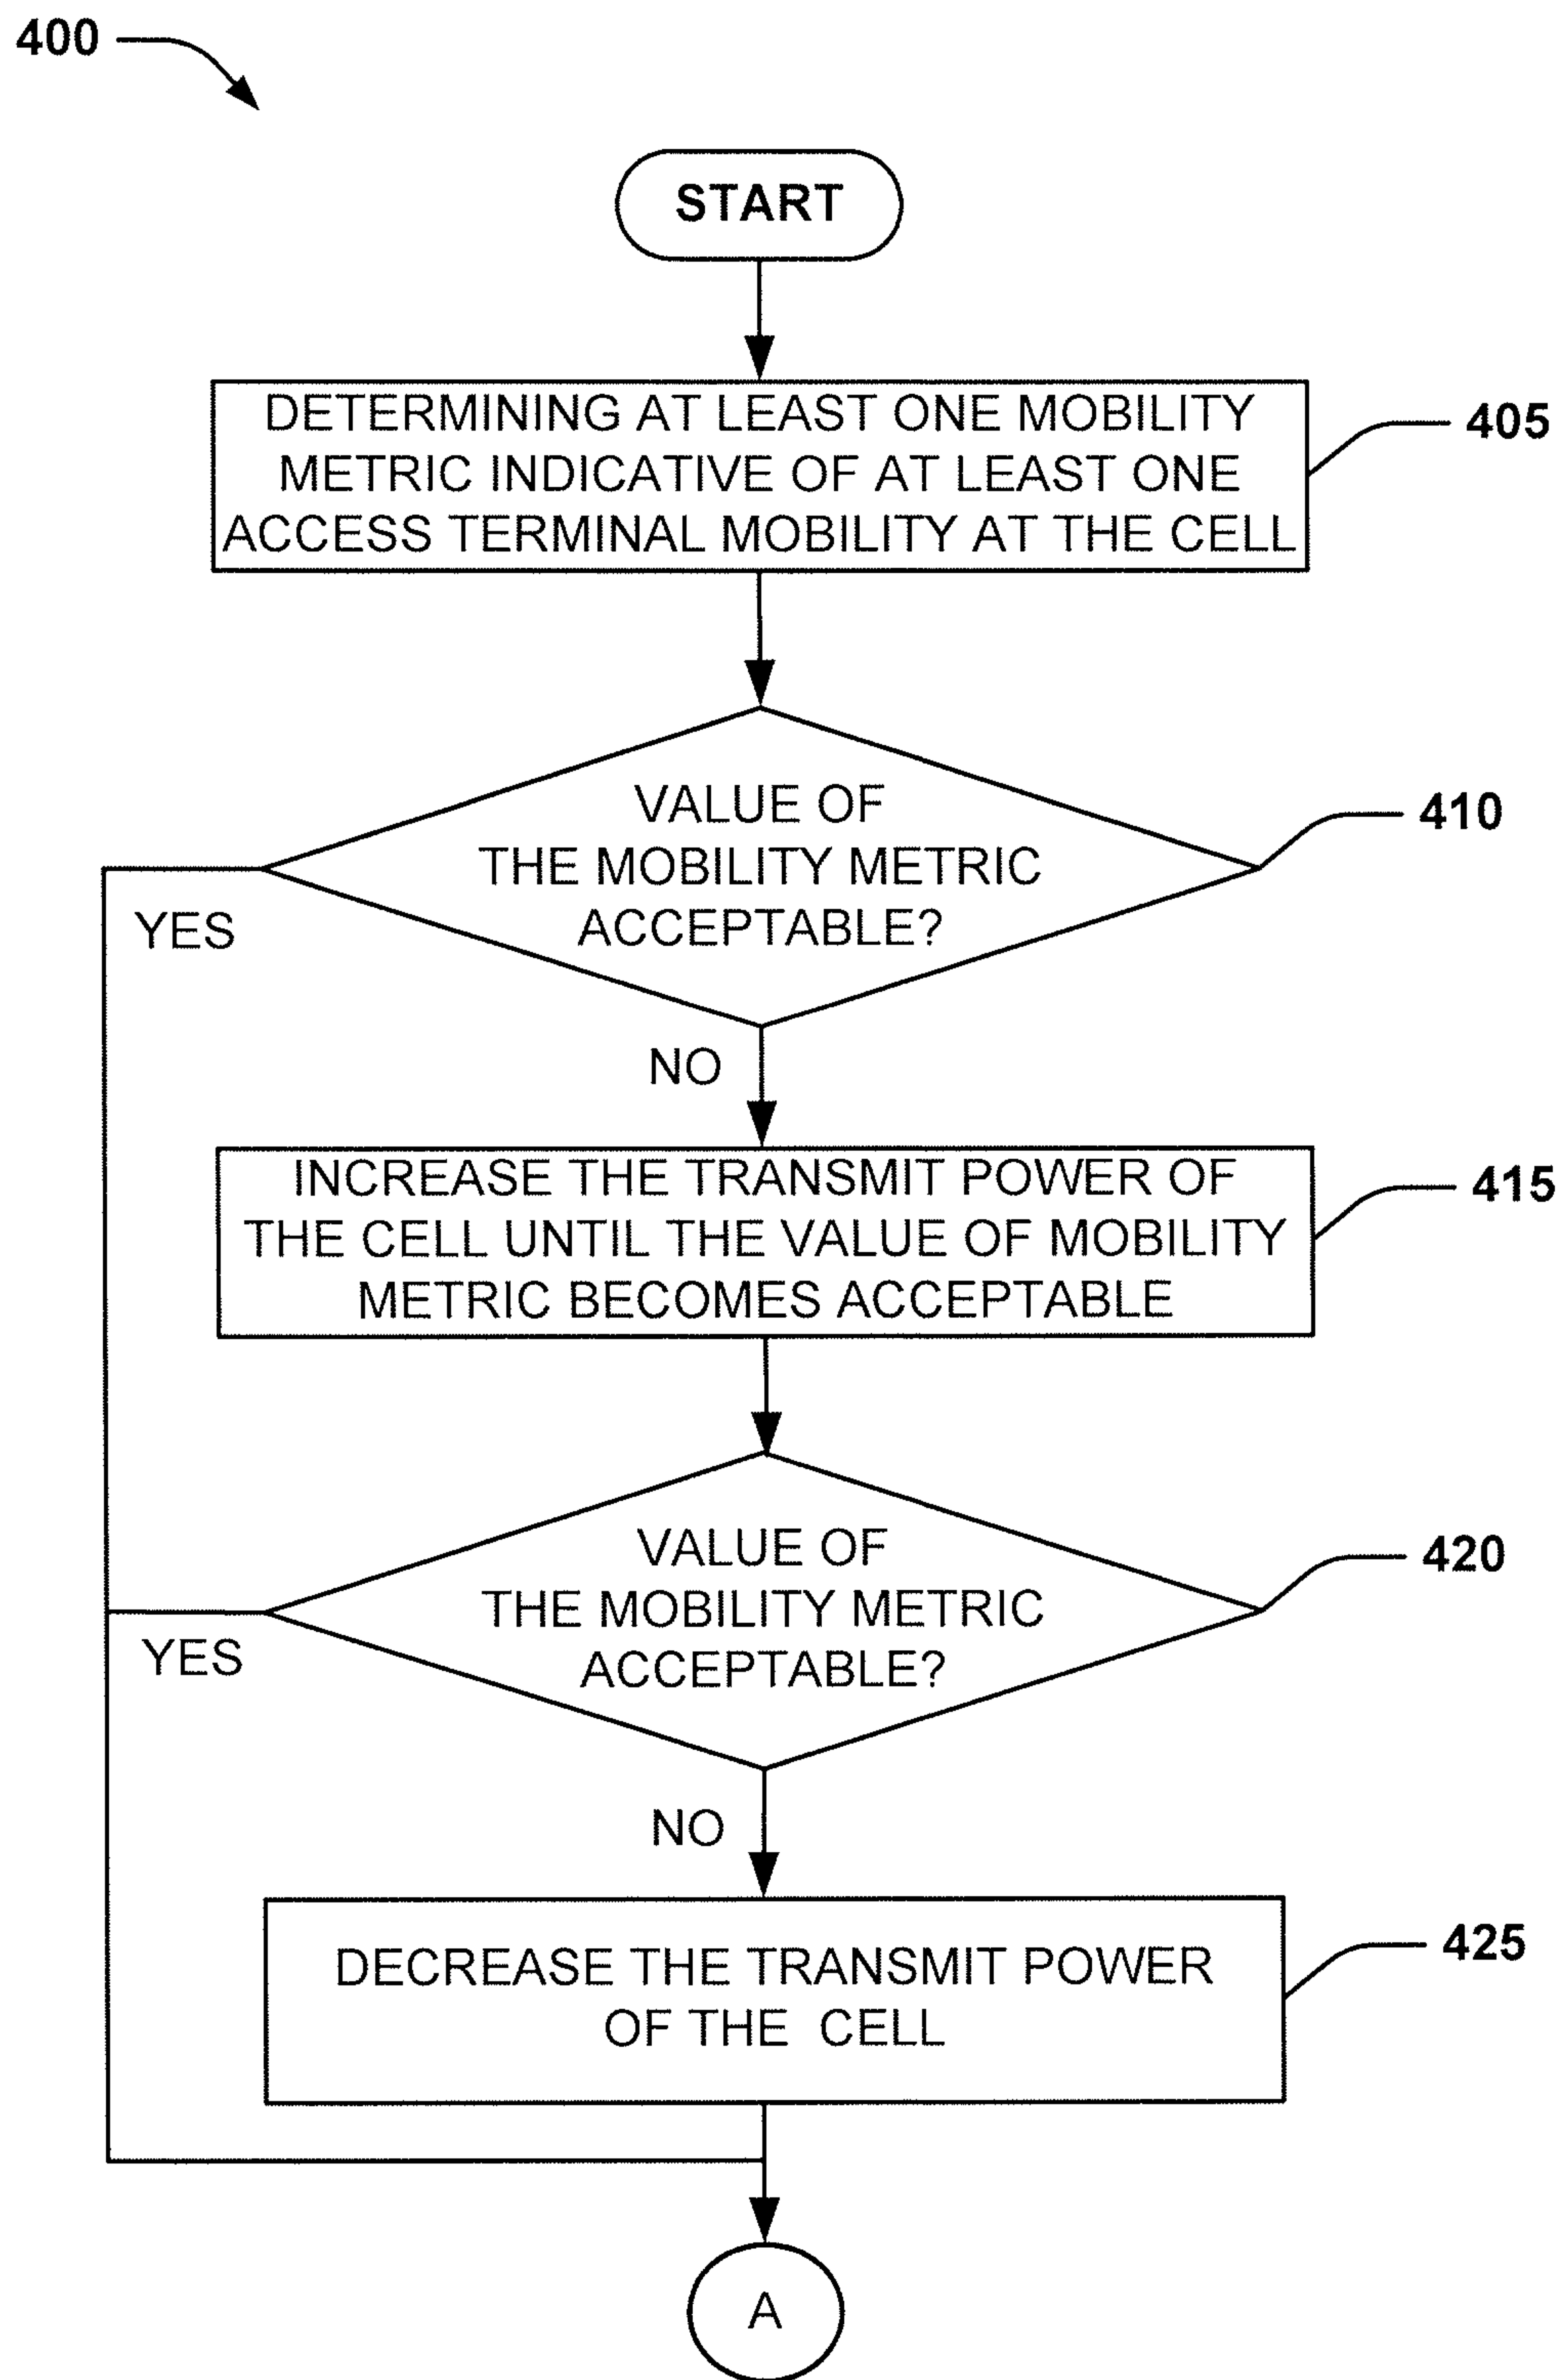 400
START
DETERMINING AT LEAST ONE MOBILITY
METRIC INDICATIVE OF AT LEAST ONE
ACCESS TERMINAL MOBILITY AT THE CELL
405
VALUE OF
THE MOBILITY METRIC
ACCEPTABLE?
410
YES
NO
INCREASE THE TRANSMIT POWER OF
THE CELL UNTIL THE VALUE OF MOBILITY
METRIC BECOMES ACCEPTABLE
415
VALUE OF
THE MOBILITY METRIC
ACCEPTABLE?
420
YES
NO
DECREASE THE TRANSMIT POWER
OF THE CELL
425
A